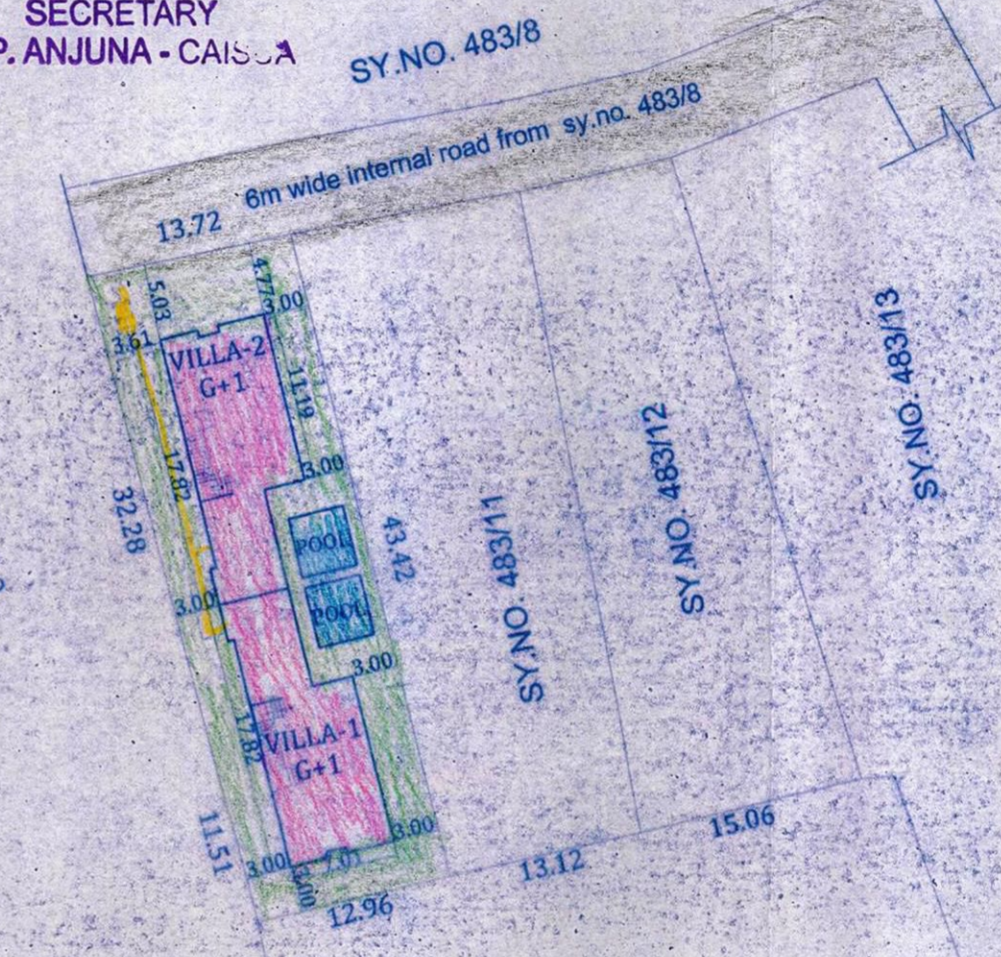 SECRETARY
P. ANJUNA - CAISUA
SY.NO. 483/8
6m wide internal road from sy.no. 483/8
13.72
5.03
4.77
3.00
3.61
VILLA-2
G+1
11.19
17.82
3.00
32.28
POOL
43.42
POOL
3.00
3.00
17.82
VILLA-1
G+1
11.51
3.00
3.00
7.01
3.00
12.96
13.12
15.06
SY.NO. 483/11
SY.NO. 483/12
SY.NO. 483/13